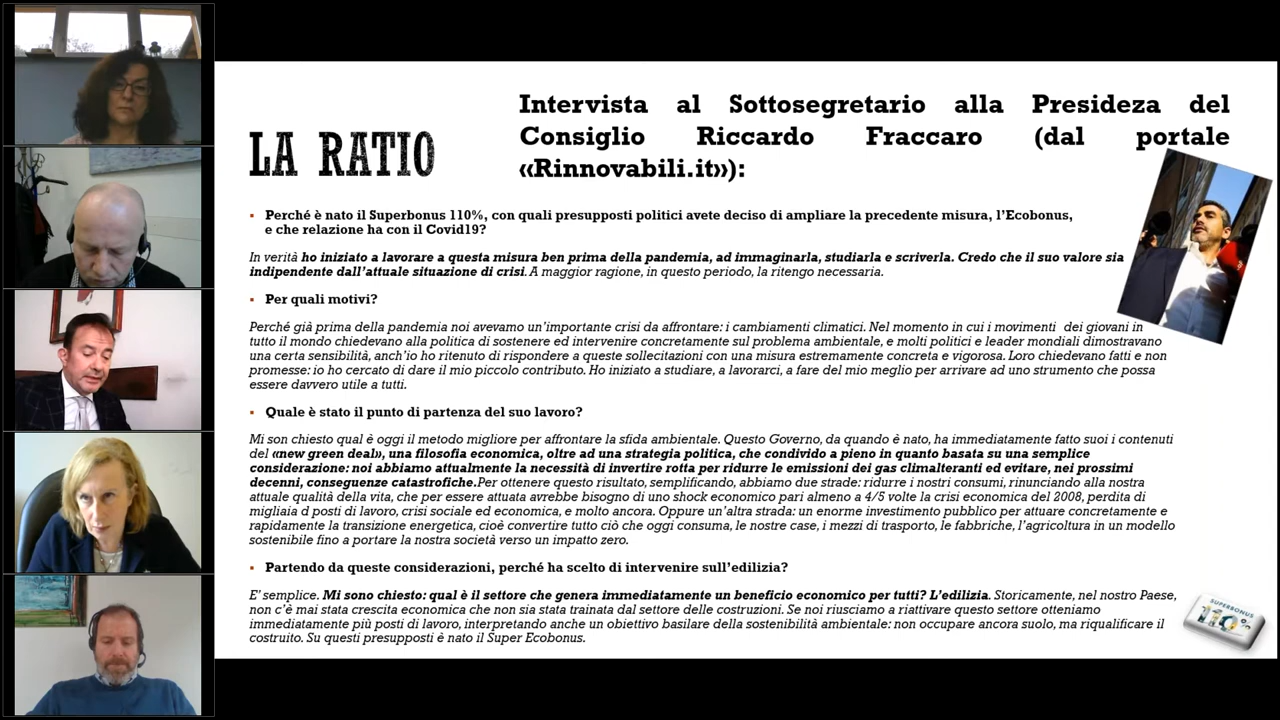 LA RATIO
Intervista al Sottosegretario alla Presideza del
Consiglio Riccardo Fraccaro (dal portale
«Rinnovabili.it»):
▪ Perché è nato il Superbonus 110%, con quali presupposti politici avete deciso di ampliare la precedente misura, l'Ecobonus,
e che relazione ha con il Covid19?
In verità ho iniziato a lavorare a questa misura ben prima della pandemia, ad immaginarla, studiarla e scriverla. Credo che il suo valore sia
indipendente dall'attuale situazione di crisi. A maggior ragione, in questo periodo, la ritengo necessaria.
▪ Per quali motivi?
Perché già prima della pandemia noi avevamo un'importante crisi da affrontare: i cambiamenti climatici. Nel momento in cui i movimenti dei giovani in
tutto il mondo chiedevano alla politica di sostenere ed intervenire concretamente sul problema ambientale, e molti politici e leader mondiali dimostravano
una certa sensibilità, anch'io ho ritenuto di rispondere a queste sollecitazioni con una misura estremamente concreta e vigorosa. Loro chiedevano fatti e non
promesse: io ho cercato di dare il mio piccolo contributo. Ho iniziato a studiare, a lavorarci, a fare del mio meglio per arrivare ad uno strumento che possa
essere davvero utile a tutti.
▪ Quale è stato il punto di partenza del suo lavoro?
Mi son chiesto qual è oggi il metodo migliore per affrontare la sfida ambientale. Questo Governo, da quando è nato, ha immediatamente fatto suoi i contenuti
del «new green deal», una filosofia economica, oltre ad una strategia politica, che condivido a pieno in quanto basata su una semplice
considerazione: noi abbiamo attualmente la necessità di invertire rotta per ridurre le emissioni dei gas climalteranti ed evitare, nei prossimi
decenni, conseguenze catastrofiche.Per ottenere questo risultato, semplificando, abbiamo due strade: ridurre i nostri consumi, rinunciando alla nostra
attuale qualità della vita, che per essere attuata avrebbe bisogno di uno shock economico pari almeno a 4/5 volte la crisi economica del 2008, perdita di
migliaia d posti di lavoro, crisi sociale ed economica, e molto ancora. Oppure un'altra strada: un enorme investimento pubblico per attuare concretamente e
rapidamente la transizione energetica, cioè convertire tutto ciò che oggi consuma, le nostre case, i mezzi di trasporto, le fabbriche, l'agricoltura in un modello
sostenibile fino a portare la nostra società verso un impatto zero.
▪ Partendo da queste considerazioni, perché ha scelto di intervenire sull'edilizia?
E' semplice. Mi sono chiesto: qual è il settore che genera immediatamente un beneficio economico per tutti? L'edilizia. Storicamente, nel nostro Paese,
non c'è mai stata crescita economica che non sia stata trainata dal settore delle costruzioni. Se noi riusciamo a riattivare questo settore otteniamo
immediatamente più posti di lavoro, interpretando anche un obiettivo basilare della sostenibilità ambientale: non occupare ancora suolo, ma riqualificare il
costruito. Su questi presupposti è nato il Super Ecobonus.
SUPERBONUS
110%